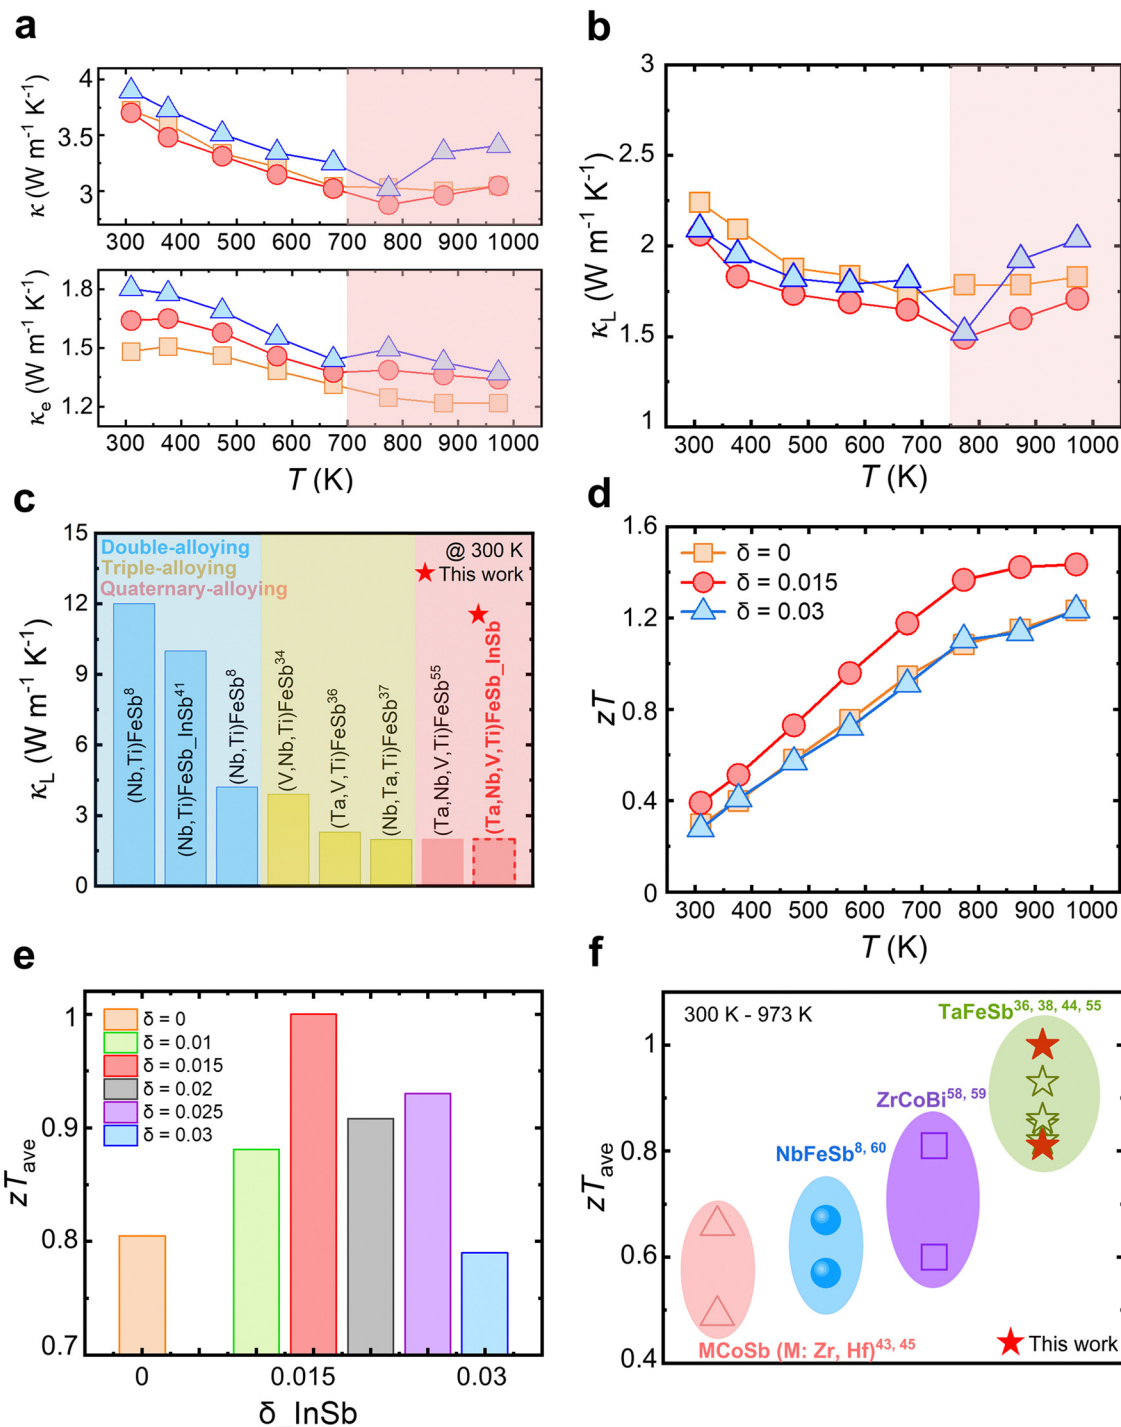 a
κ (W m⁻¹ K⁻¹)
4
3.5
3
300 400 500 600 700 800 900 1000
κe (W m⁻¹ K⁻¹)
1.8
1.5
1.2
300 400 500 600 700 800 900 1000
T (K)
b
κL (W m⁻¹ K⁻¹)
3
2.5
2
1.5
1
300 400 500 600 700 800 900 1000
T (K)
c
κL (W m⁻¹ K⁻¹)
15
12
9
6
3
0
Double-alloying
Triple-alloying
Quaternary-alloying
@ 300 K
This work
(Nb,Ti)FeSb⁸
(Nb,Ti)FeSb_InSb⁴¹
(Nb,Ti)FeSb⁸
(V,Nb,Ti)FeSb³⁴
(Ta,V,Ti)FeSb³⁶
(Nb,Ta,Ti)FeSb³⁷
(Ta,Nb,V,Ti)FeSb⁵⁵
(Ta,Nb,V,Ti)FeSb_InSb
d
zT
1.6
1.2
0.8
0.4
0
δ = 0
δ = 0.015
δ = 0.03
300 400 500 600 700 800 900 1000
T (K)
e
zTave
1
0.9
0.8
0.7
δ = 0
δ = 0.01
δ = 0.015
δ = 0.02
δ = 0.025
δ = 0.03
0 0.015 0.03
δ_InSb
f
zTave
1
0.8
0.6
0.4
300 K - 973 K
TaFeSb³⁶, ³⁸, ⁴⁴, ⁵⁵
ZrCoBi⁵⁸, ⁵⁹
NbFeSb⁸, ⁶⁰
MCoSb (M: Zr, Hf)⁴³, ⁴⁵
This work